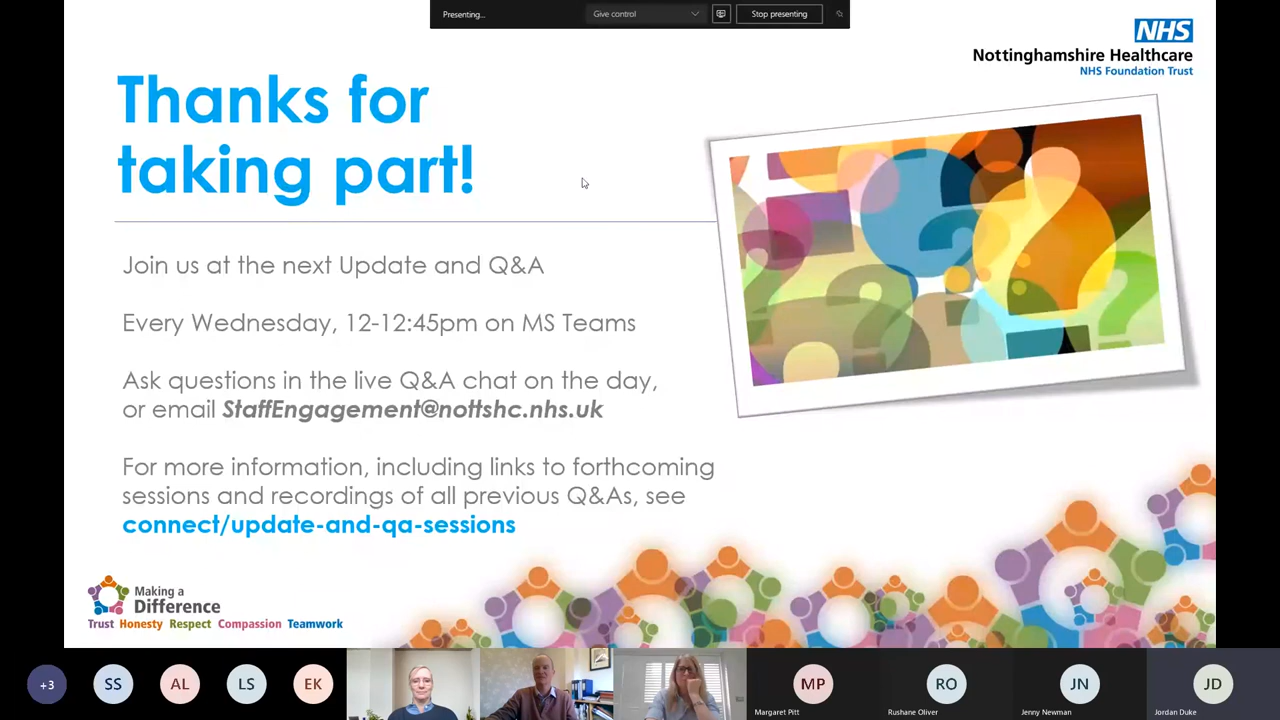 Presenting...
Give control
Stop presenting
NHS
Nottinghamshire Healthcare
NHS Foundation Trust
Thanks for
taking part!
Join us at the next Update and Q&A
Every Wednesday, 12-12:45pm on MS Teams
Ask questions in the live Q&A chat on the day,
or email StaffEngagement@nottshc.nhs.uk
For more information, including links to forthcoming
sessions and recordings of all previous Q&As, see
connect/update-and-qa-sessions
Making a
Difference
Trust Honesty Respect Compassion Teamwork
+3
SS
AL
LS
EK
MP
RO
JN
JD
Margaret Pitt
Rushane Oliver
Jenny Newman
Jordan Duke